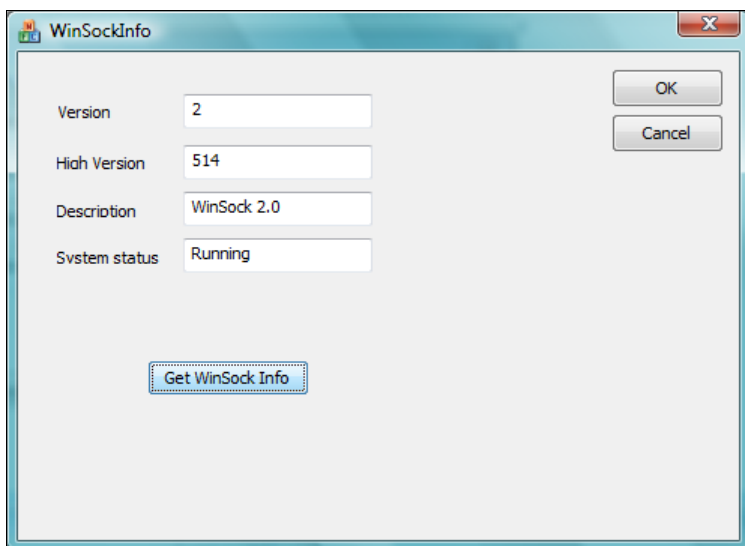 WinSockInfo
OK
Version 2
Cancel
High Version 514
Description WinSock 2.0
System status Running
Get WinSock Info